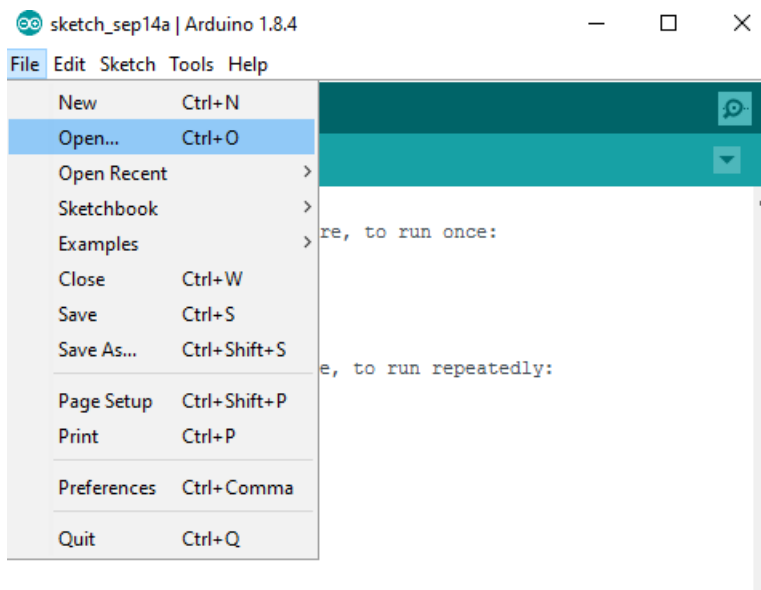 sketch_sep14a | Arduino 1.8.4
File Edit Sketch Tools Help
New Ctrl+N
Open... Ctrl+O
Open Recent
Sketchbook
re, to run once:
Examples
Close Ctrl+W
Save Ctrl+S
Save As... Ctrl+Shift+S
e, to run repeatedly:
Page Setup Ctrl+Shift+P
Print Ctrl+P
Preferences Ctrl+Comma
Quit Ctrl+Q